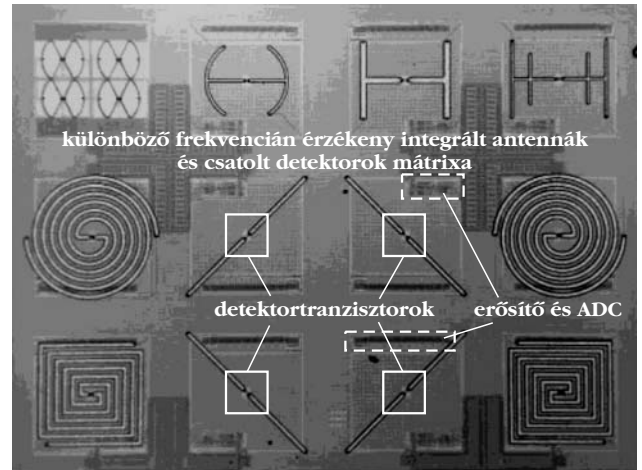 különböző frekvencián érzékeny integrált antennák
és csatolt detektorok mátrixa
detektortranzisztorok
erősítő és ADC